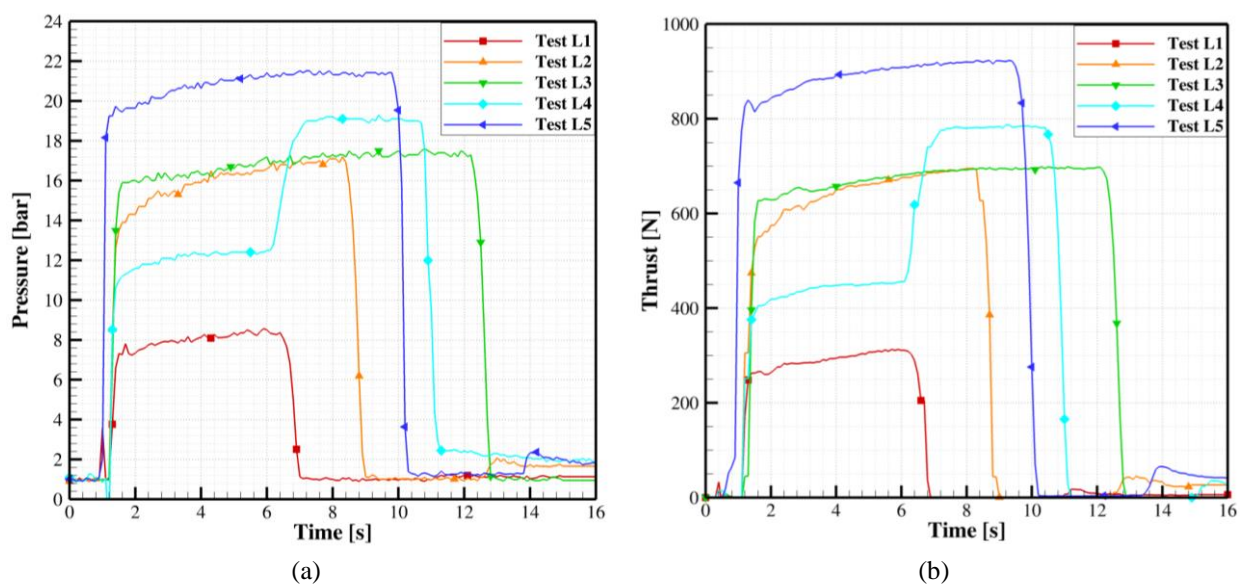 24
22
20
18
16
14
12
10
8
6
4
2
0
Pressure [bar]
0 2 4 6 8 10 12 14 16
Time [s]
Test L1
Test L2
Test L3
Test L4
Test L5
(a)
1000
800
600
400
200
0
Thrust [N]
0 2 4 6 8 10 12 14 16
Time [s]
Test L1
Test L2
Test L3
Test L4
Test L5
(b)